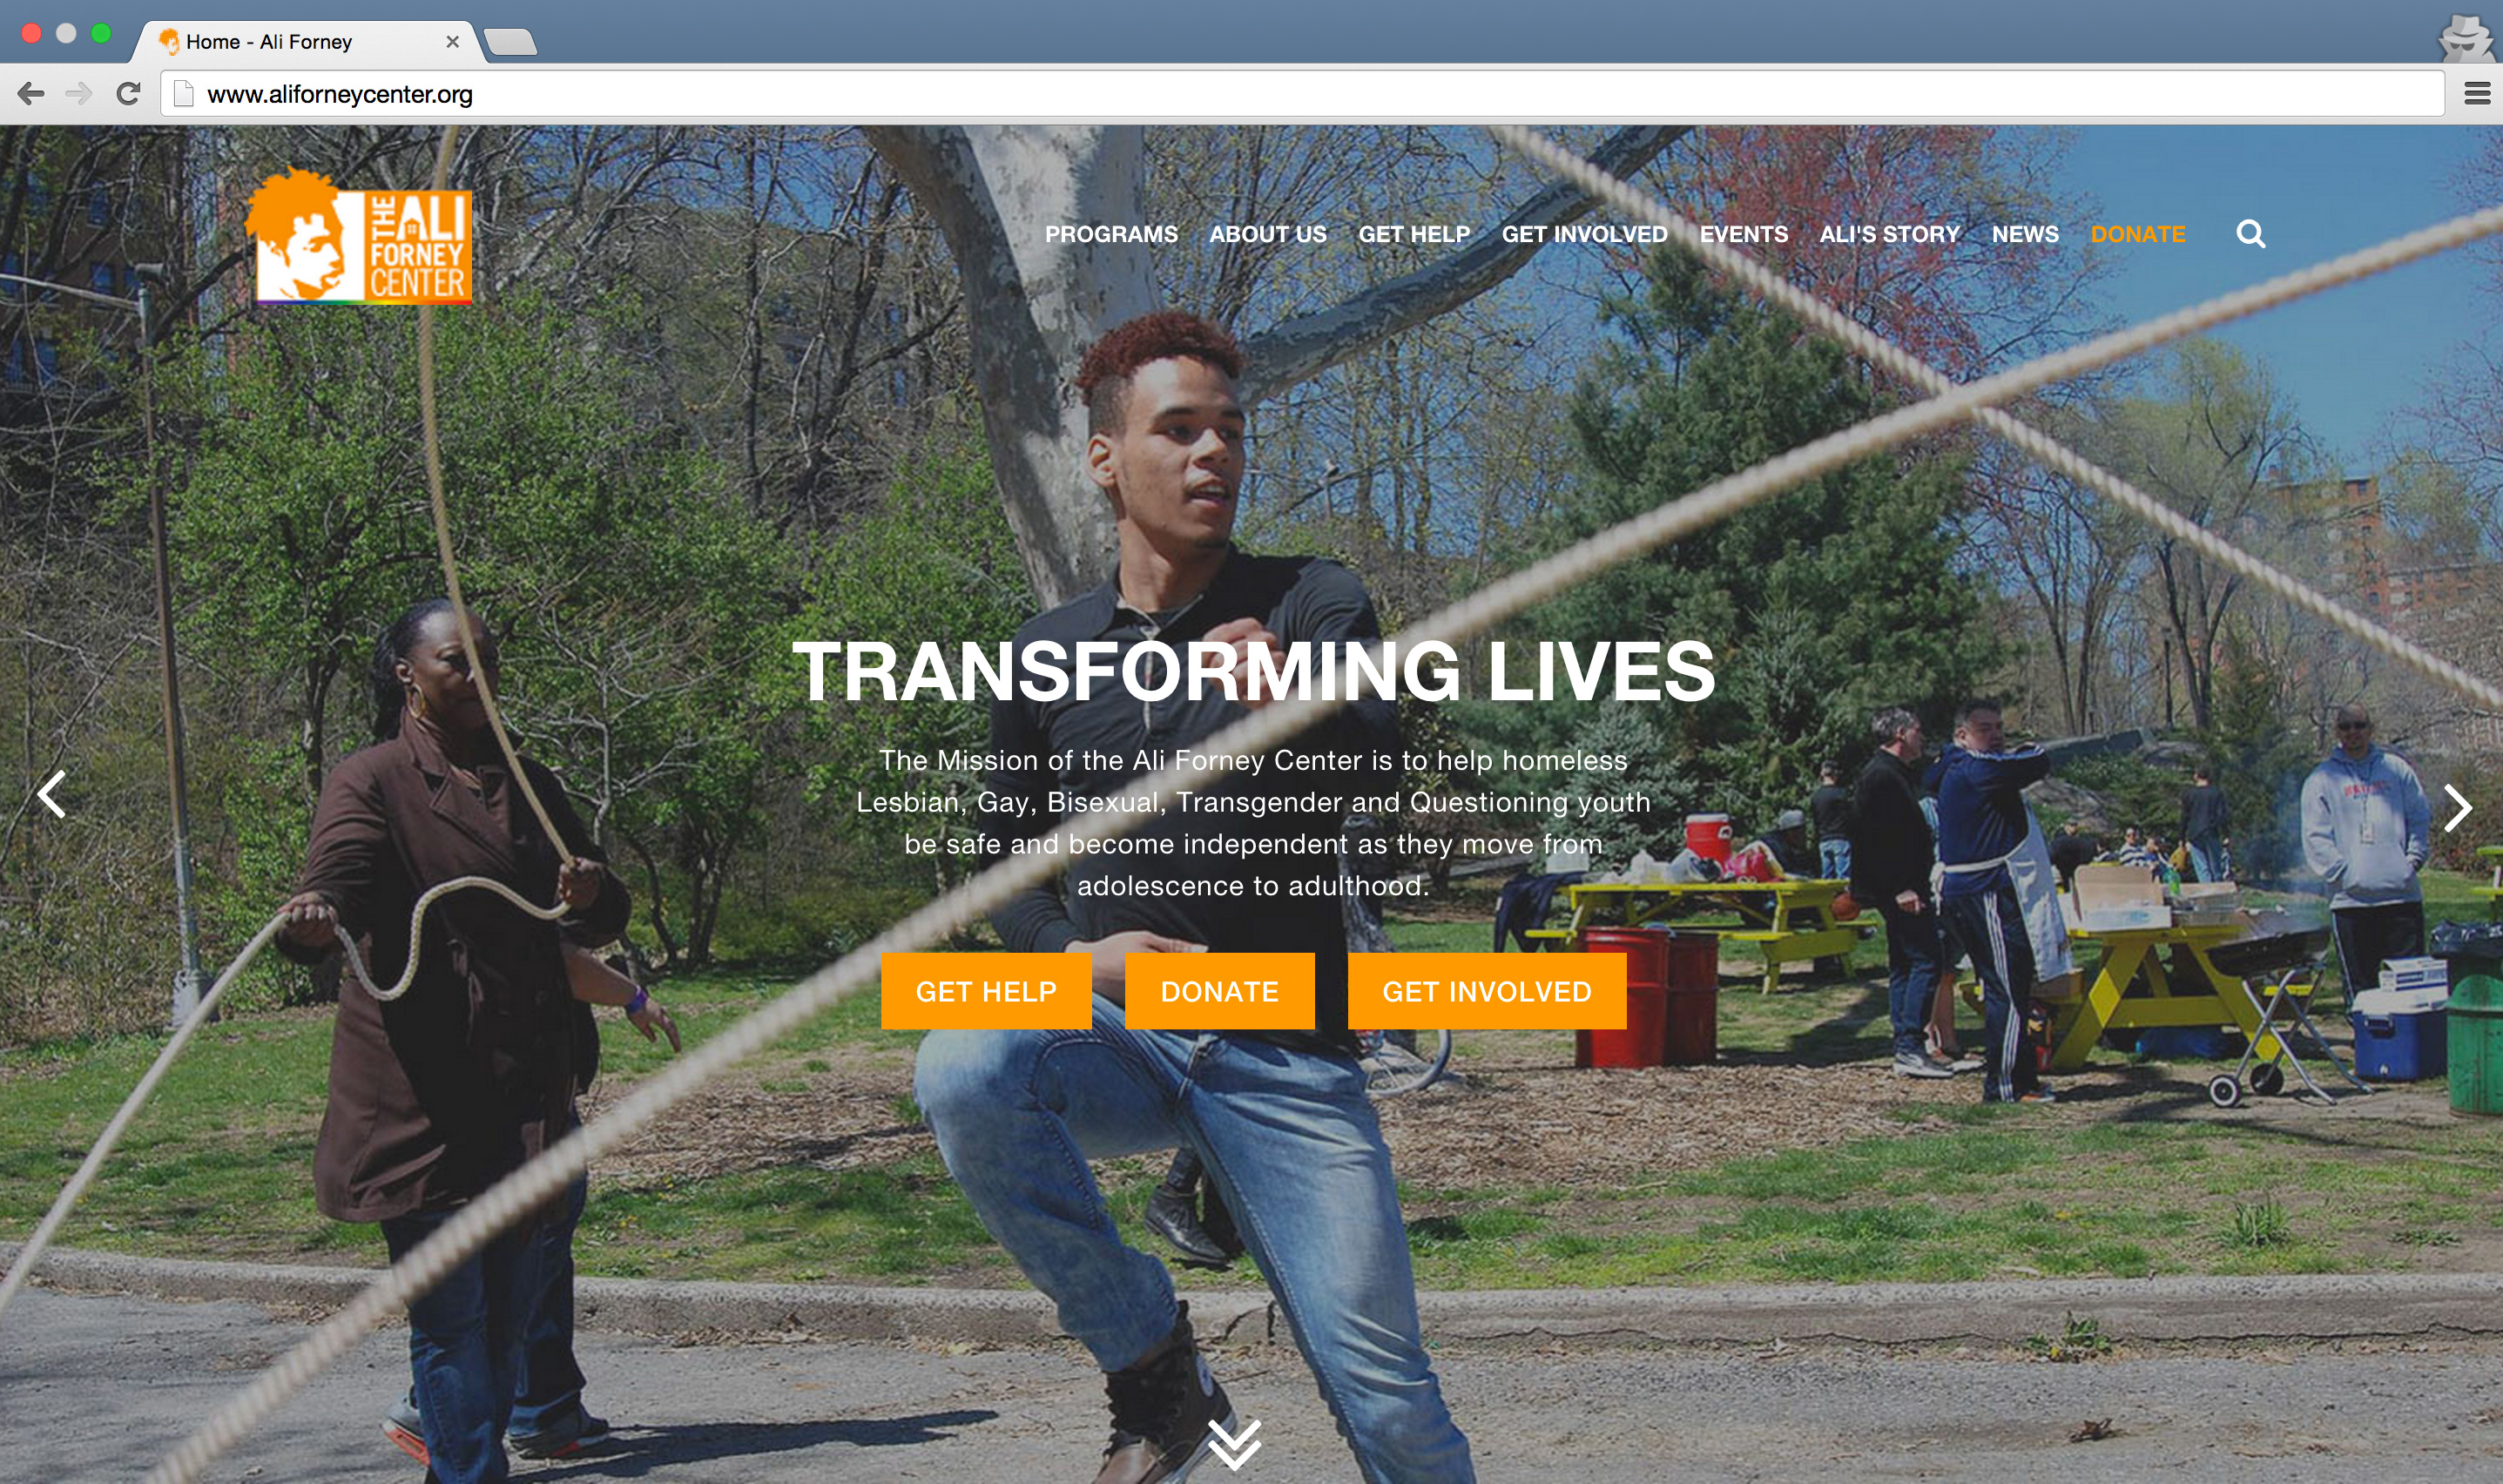 Home - Ali Forney
www.aliforneycenter.org
THE ALI
FORNEY
CENTER
PROGRAMS ABOUT US GET HELP GET INVOLVED EVENTS ALI'S STORY NEWS DONATE
TRANSFORMING LIVES
The Mission of the Ali Forney Center is to help homeless
Lesbian, Gay, Bisexual, Transgender and Questioning youth
be safe and become independent as they move from
adolescence to adulthood.
GET HELP DONATE GET INVOLVED